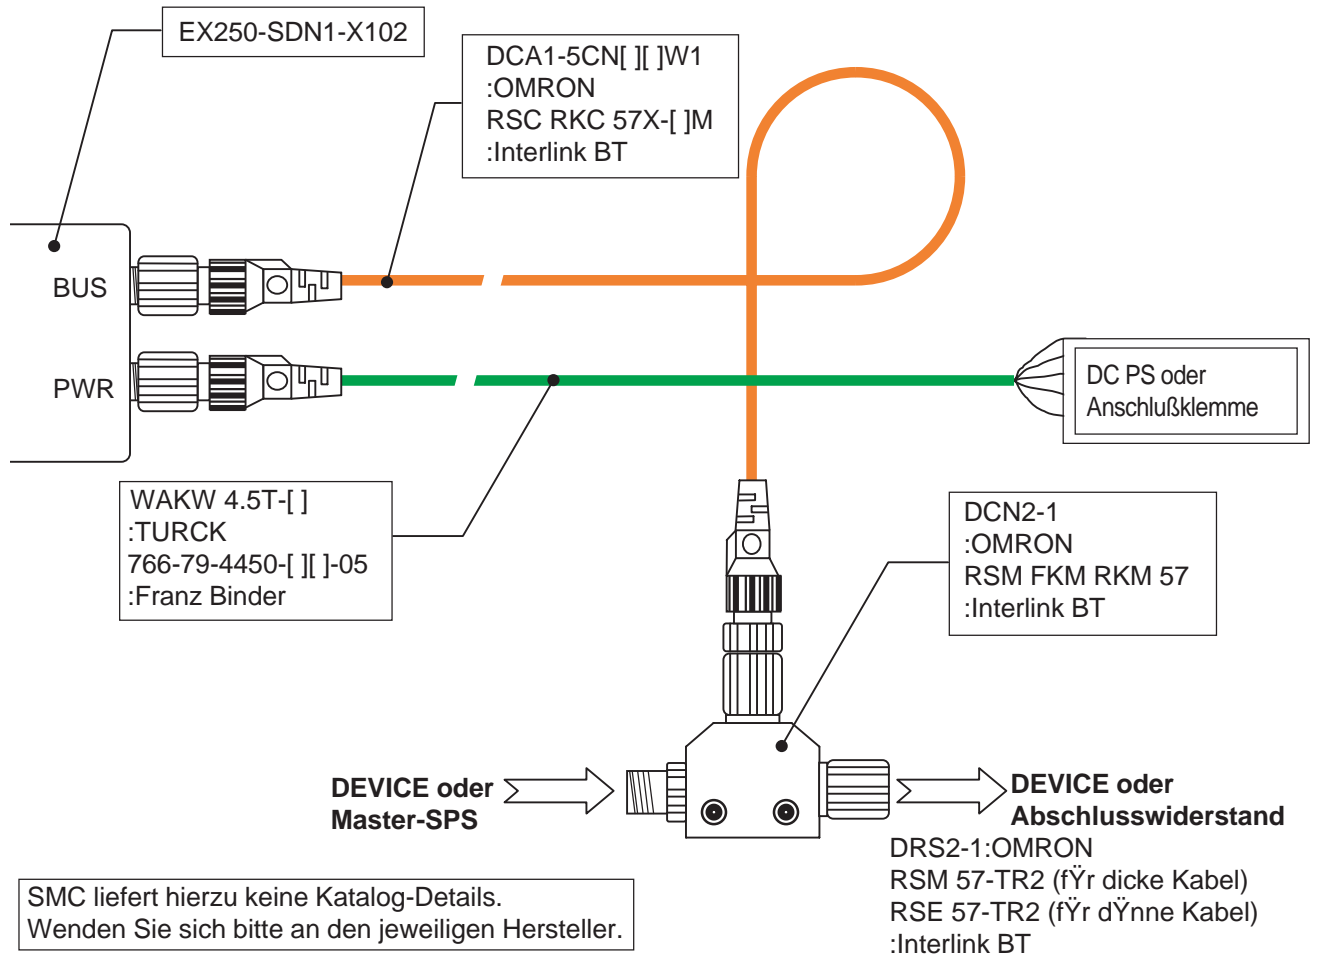 EX250-SDN1-X102
DCA1-5CN[ ][ ]W1
:OMRON
RSC RKC 57X-[ ]M
:Interlink BT
BUS
PWR
DC PS oder
Anschlußklemme
WAKW 4.5T-[ ]
:TURCK
766-79-4450-[ ][ ]-05
:Franz Binder
DCN2-1
:OMRON
RSM FKM RKM 57
:Interlink BT
DEVICE oder
Master-SPS
DEVICE oder
Abschlusswiderstand
DRS2-1:OMRON
RSM 57-TR2 (fŸr dicke Kabel)
RSE 57-TR2 (fŸr dŸnne Kabel)
:Interlink BT
SMC liefert hierzu keine Katalog-Details.
Wenden Sie sich bitte an den jeweiligen Hersteller.